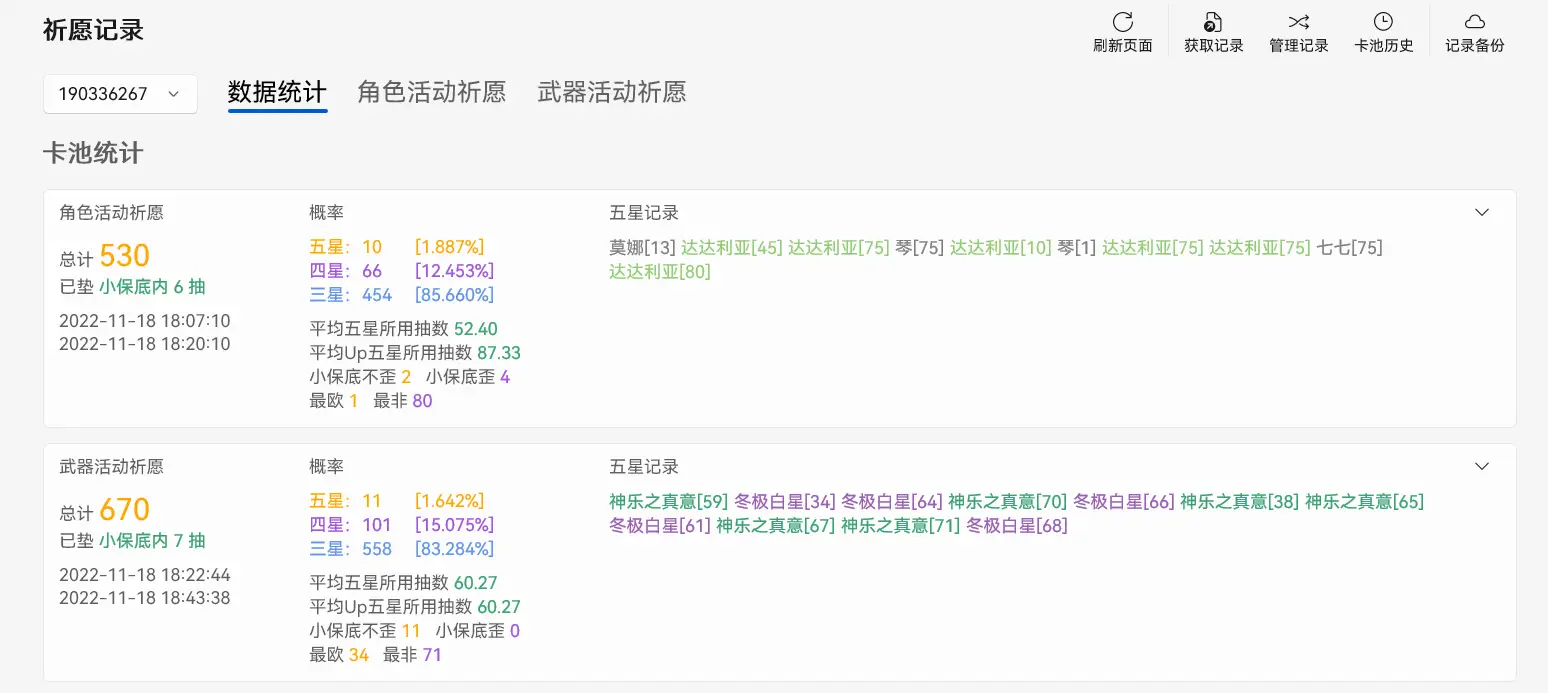 祈愿记录
刷新页面 获取记录 管理记录 卡池历史 记录备份
190336267 数据统计 角色活动祈愿 武器活动祈愿
卡池统计
角色活动祈愿
总计 530
已垫 小保底内 6 抽
2022-11-18 18:07:10
2022-11-18 18:20:10
概率
五星: 10 [1.887%]
四星: 66 [12.453%]
三星: 454 [85.660%]
平均五星所用抽数 52.40
平均Up五星所用抽数 87.33
小保底不歪 2 小保底歪 4
最欧 1 最非 80
五星记录
莫娜[13] 达达利亚[45] 达达利亚[75] 琴[75] 达达利亚[10] 琴[1] 达达利亚[75] 达达利亚[75] 七七[75]
达达利亚[80]
武器活动祈愿
总计 670
已垫 小保底内 7 抽
2022-11-18 18:22:44
2022-11-18 18:43:38
概率
五星: 11 [1.642%]
四星: 101 [15.075%]
三星: 558 [83.284%]
平均五星所用抽数 60.27
平均Up五星所用抽数 60.27
小保底不歪 11 小保底歪 0
最欧 34 最非 71
五星记录
神乐之真意[59] 冬极白星[34] 冬极白星[64] 神乐之真意[70] 冬极白星[66] 神乐之真意[38] 神乐之真意[65]
冬极白星[61] 神乐之真意[67] 神乐之真意[71] 冬极白星[68]